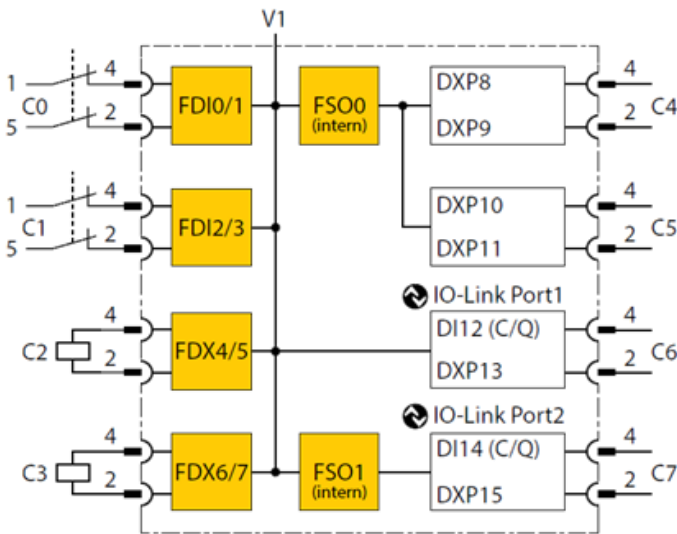 V1
1
4
C0
5
2
FDI0/1
FSO0
(intern)
DXP8
DXP9
4
2
C4
1
4
C1
5
2
FDI2/3
DXP10
DXP11
4
2
C5
IO-Link Port1
4
C2
2
FDX4/5
DI12 (C/Q)
DXP13
4
2
C6
IO-Link Port2
4
C3
2
FDX6/7
FSO1
(intern)
DI14 (C/Q)
DXP15
4
2
C7